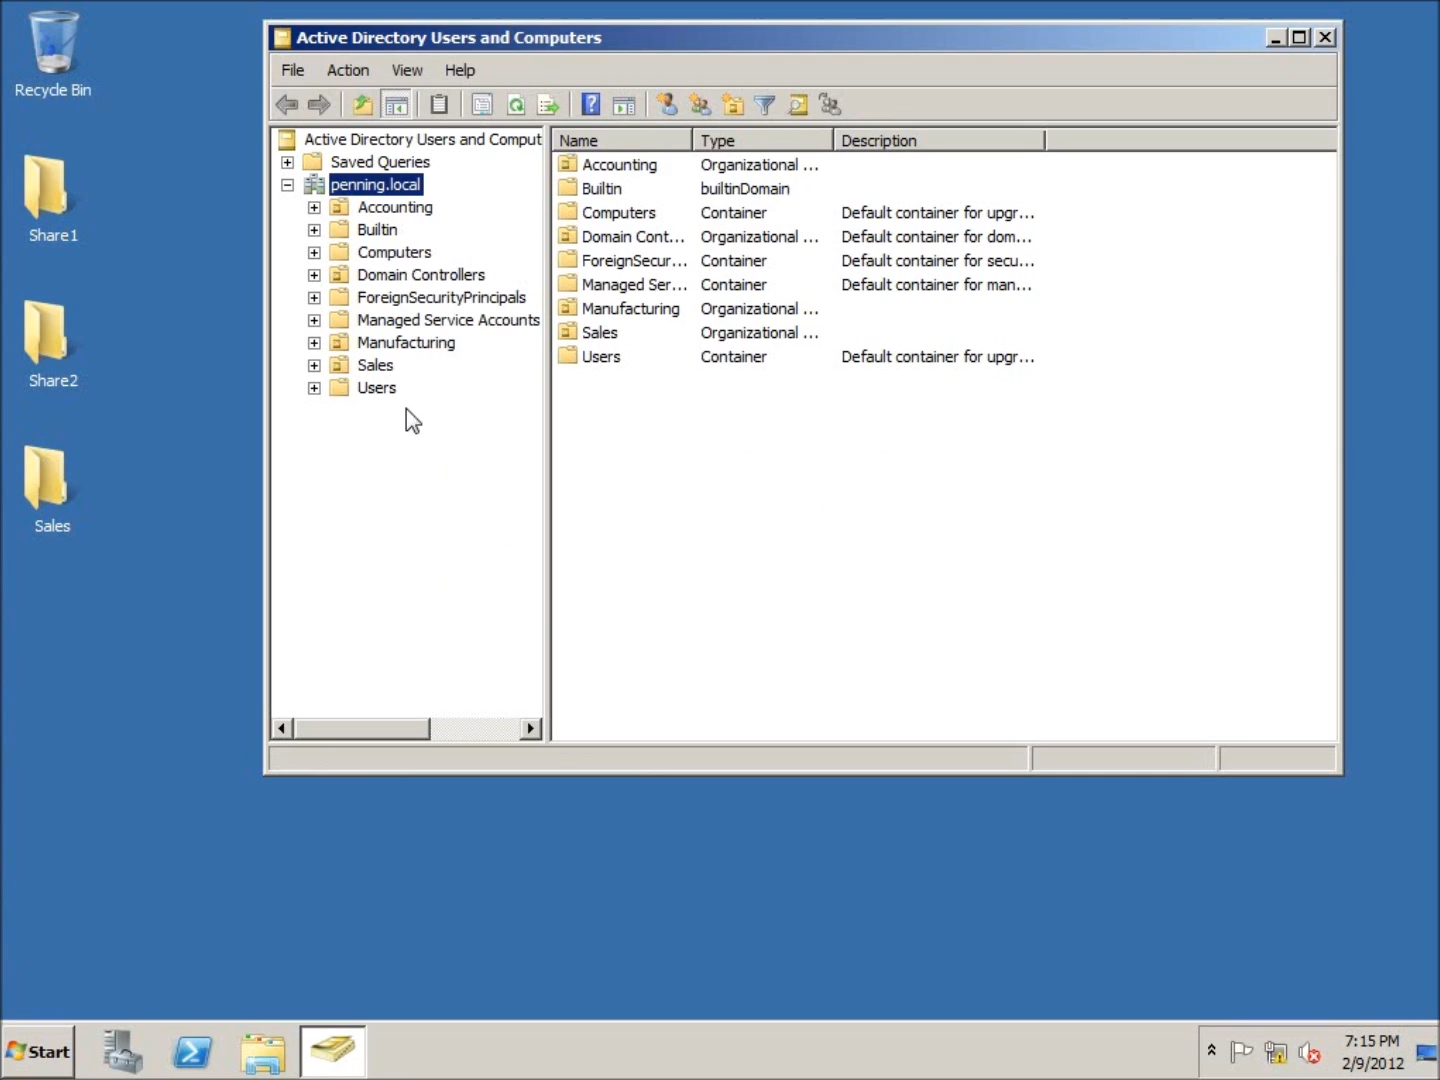 Recycle Bin
Share1
Share2
Sales
Active Directory Users and Computers
File Action View Help
Active Directory Users and Comput
Saved Queries
penning.local
Accounting
Builtin
Computers
Domain Controllers
ForeignSecurityPrincipals
Managed Service Accounts
Manufacturing
Sales
Users
Name Type Description
Accounting Organizational ...
Builtin builtinDomain
Computers Container Default container for upgr...
Domain Cont... Organizational ... Default container for dom...
ForeignSecur... Container Default container for secu...
Managed Ser... Container Default container for man...
Manufacturing Organizational ...
Sales Organizational ...
Users Container Default container for upgr...
Start
7:15 PM
2/9/2012